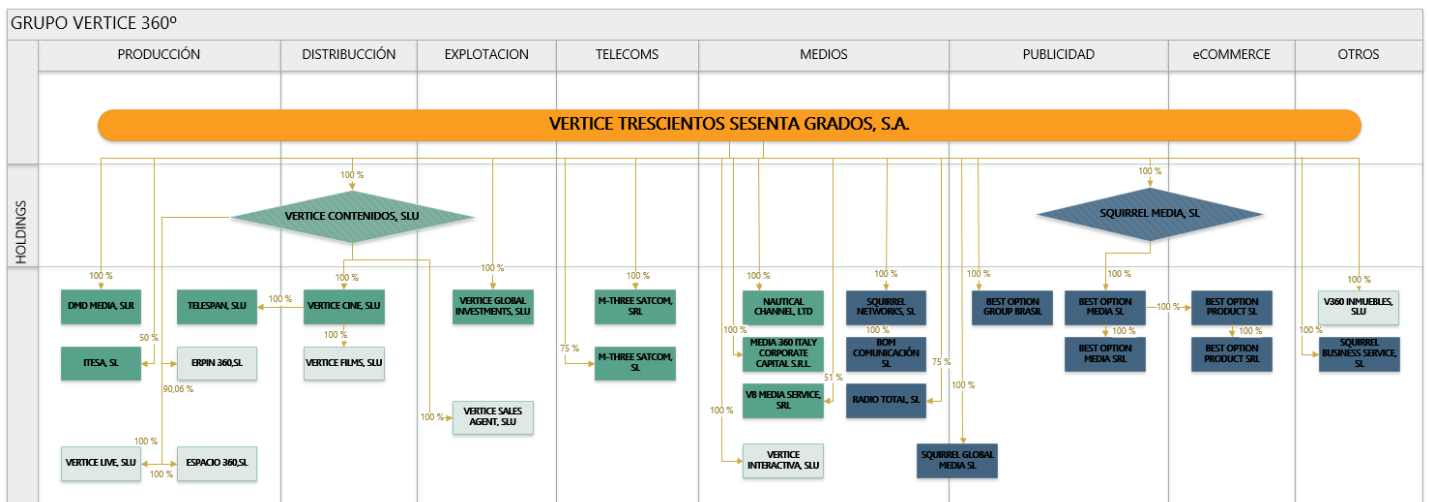 GRUPO VERTICE 360º
PRODUCCIÓN
DISTRIBUCCIÓN
EXPLOTACION
TELECOMS
MEDIOS
PUBLICIDAD
eCOMMERCE
OTROS
VERTICE TRESCIENTOS SESENTA GRADOS, S.A.
HOLDINGS
100 %
100 %
VERTICE CONTENIDOS, SLU
SQUIRREL MEDIA, SL
100 %
100 %
100 %
100 %
100 %
100 %
100 %
100 %
100 %
DMD MEDIA, SLR
TELESPAN, SLU
100 %
VERTICE CINE, SLU
VERTICE GLOBAL
INVESTMENTS, SLU
M-THREE SATCOM,
SRL
NAUTICAL
CHANNEL, LTD
SQUIRREL
NETWORKS, SL
BEST OPTION
GROUP BRASIL
BEST OPTION
MEDIA SL
100 %
BEST OPTION
PRODUCT SL
V360 INMUEBLES,
SLU
50 %
100 %
100 %
100 %
100 %
100 %
100 %
ITESA, SL
ERPIN 360,SL
VERTICE FILMS, SLU
75 %
M-THREE SATCOM,
SL
MEDIA 360 ITALY
CORPORATE
CAPITAL S.R.L.
BOM
COMUNICACIÓN
SL
75 %
BEST OPTION
MEDIA SRL
BEST OPTION
PRODUCT SRL
SQUIRREL
BUSINESS SERVICE,
SL
90,06 %
51 %
100 %
VB MEDIA SERVICE,
SRL
RADIO TOTAL, SL
100 %
100 %
VERTICE SALES
AGENT, SLU
100 %
VERTICE LIVE, SLU
100 %
ESPACIO 360,SL
VERTICE
INTERACTIVA, SLU
SQUIRREL GLOBAL
MEDIA SL